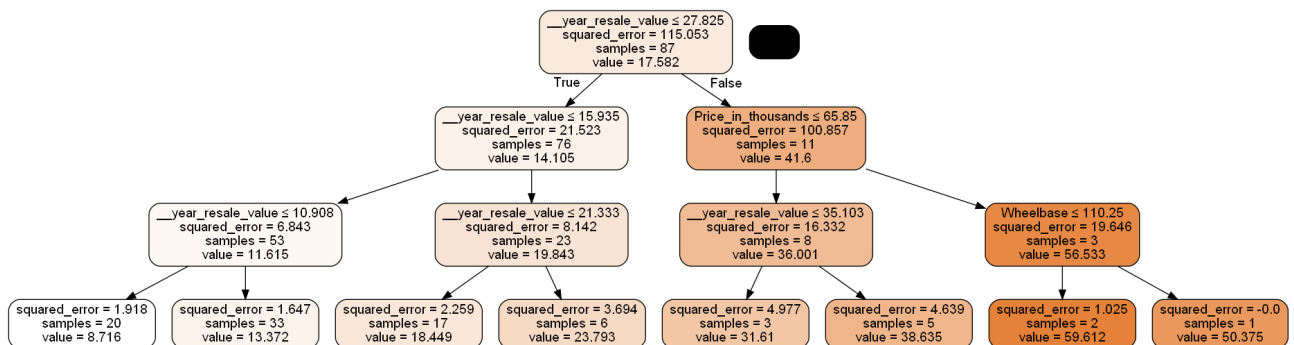 __year_resale_value ≤ 27.825
squared_error = 115.053
samples = 87
value = 17.582
True
False
__year_resale_value ≤ 15.935
squared_error = 21.523
samples = 76
value = 14.105
Price_in_thousands ≤ 65.85
squared_error = 100.857
samples = 11
value = 41.6
__year_resale_value ≤ 10.908
squared_error = 6.843
samples = 53
value = 11.615
__year_resale_value ≤ 21.333
squared_error = 8.142
samples = 23
value = 19.843
__year_resale_value ≤ 35.103
squared_error = 16.332
samples = 8
value = 36.001
Wheelbase ≤ 110.25
squared_error = 19.646
samples = 3
value = 56.533
squared_error = 1.918
samples = 20
value = 8.716
squared_error = 1.647
samples = 33
value = 13.372
squared_error = 2.259
samples = 17
value = 18.449
squared_error = 3.694
samples = 6
value = 23.793
squared_error = 4.977
samples = 3
value = 31.61
squared_error = 4.639
samples = 5
value = 38.635
squared_error = 1.025
samples = 2
value = 59.612
squared_error = -0.0
samples = 1
value = 50.375